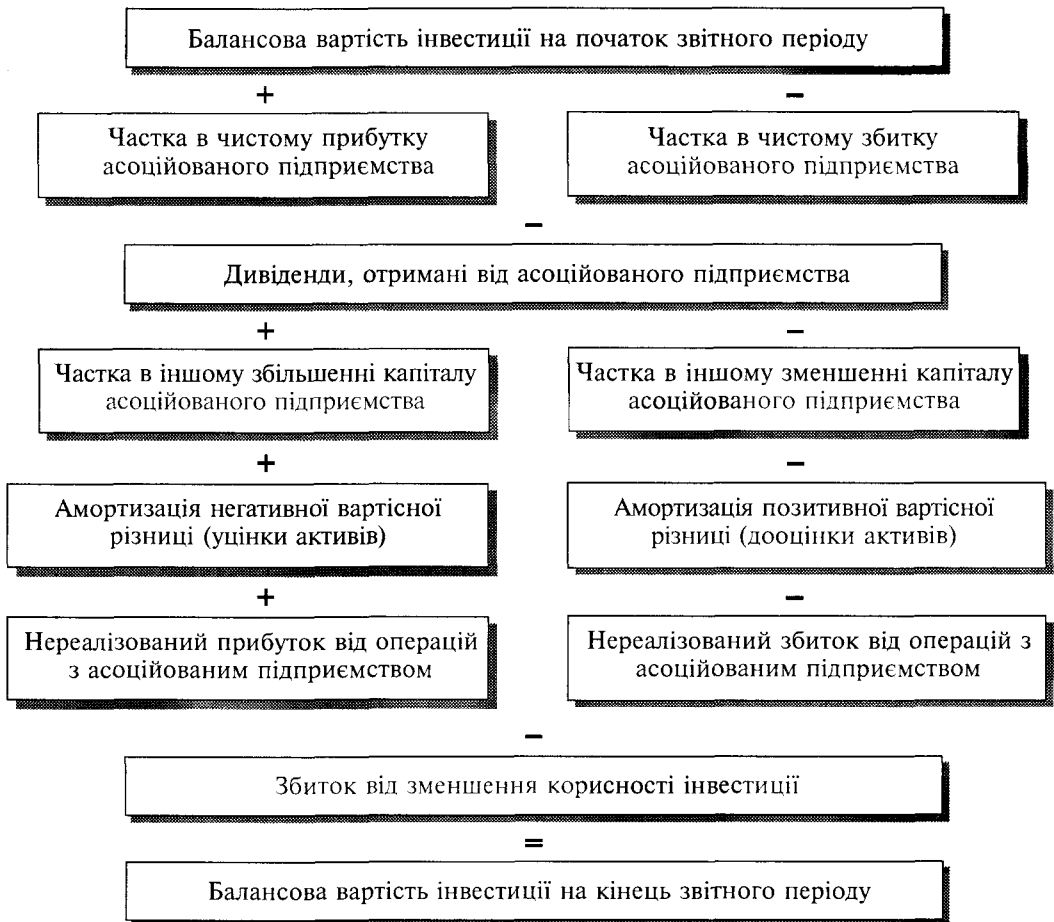 Балансова вартість інвестиції на початок звітного періоду
+ –
Частка в чистому прибутку
асоційованого підприємства
Частка в чистому збитку
асоційованого підприємства
–
Дивіденди, отримані від асоційованого підприємства
+ –
Частка в іншому збільшенні капіталу
асоційованого підприємства
Частка в іншому зменшенні капіталу
асоційованого підприємства
+ –
Амортизація негативної вартісної
різниці (уцінки активів)
Амортизація позитивної вартісної
різниці (дооцінки активів)
+ –
Нереалізований прибуток від операцій
з асоційованим підприємством
Нереалізований збиток від операцій з
асоційованим підприємством
–
Збиток від зменшення корисності інвестиції
=
Балансова вартість інвестиції на кінець звітного періоду